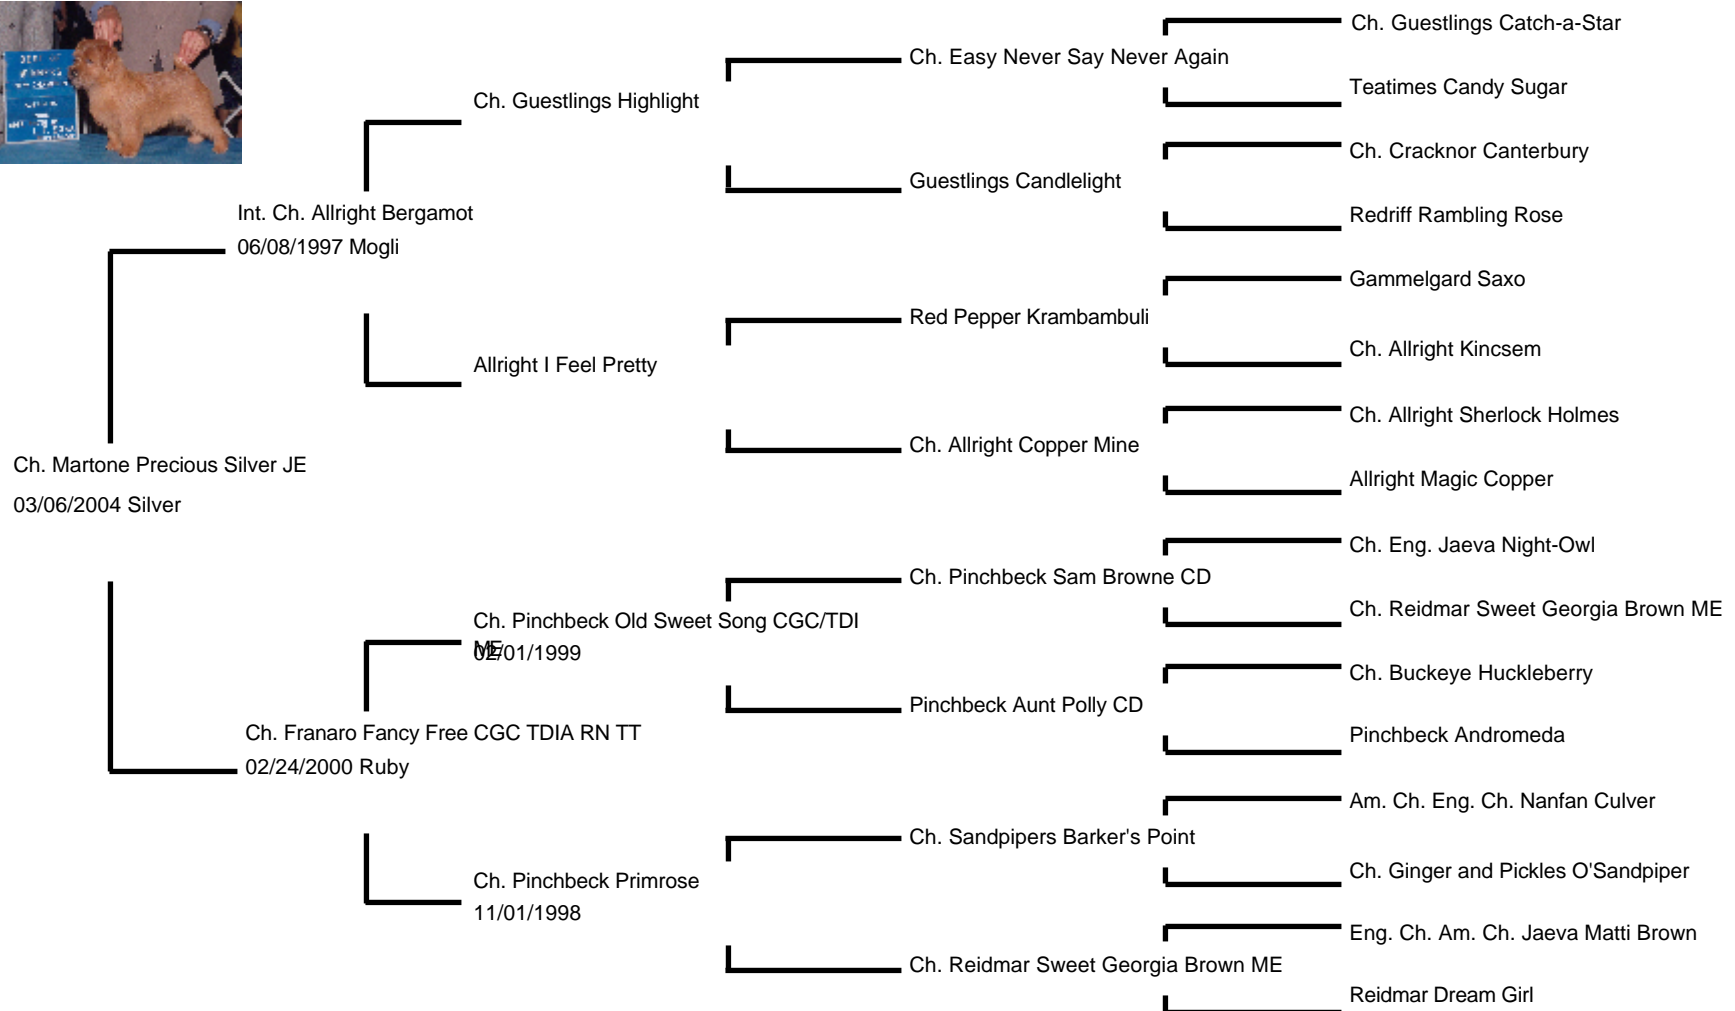 Ch. Guestlings Catch-a-Star
Ch. Easy Never Say Never Again
Teatimes Candy Sugar
Ch. Guestlings Highlight
Ch. Cracknor Canterbury
Guestlings Candlelight
Redriff Rambling Rose
Int. Ch. Allright Bergamot
06/08/1997 Mogli
Gammelgard Saxo
Red Pepper Krambambuli
Ch. Allright Kincsem
Allright I Feel Pretty
Ch. Allright Sherlock Holmes
Ch. Allright Copper Mine
Allright Magic Copper
Ch. Martone Precious Silver JE
03/06/2004 Silver
Ch. Eng. Jaeva Night-Owl
Ch. Pinchbeck Sam Browne CD
Ch. Reidmar Sweet Georgia Brown ME
Ch. Pinchbeck Old Sweet Song CGC/TDI
ME
02/01/1999
Ch. Buckeye Huckleberry
Pinchbeck Aunt Polly CD
Pinchbeck Andromeda
Ch. Franaro Fancy Free CGC TDIA RN TT
02/24/2000 Ruby
Am. Ch. Eng. Ch. Nanfan Culver
Ch. Sandpipers Barker's Point
Ch. Ginger and Pickles O'Sandpiper
Ch. Pinchbeck Primrose
11/01/1998
Eng. Ch. Am. Ch. Jaeva Matti Brown
Ch. Reidmar Sweet Georgia Brown ME
Reidmar Dream Girl